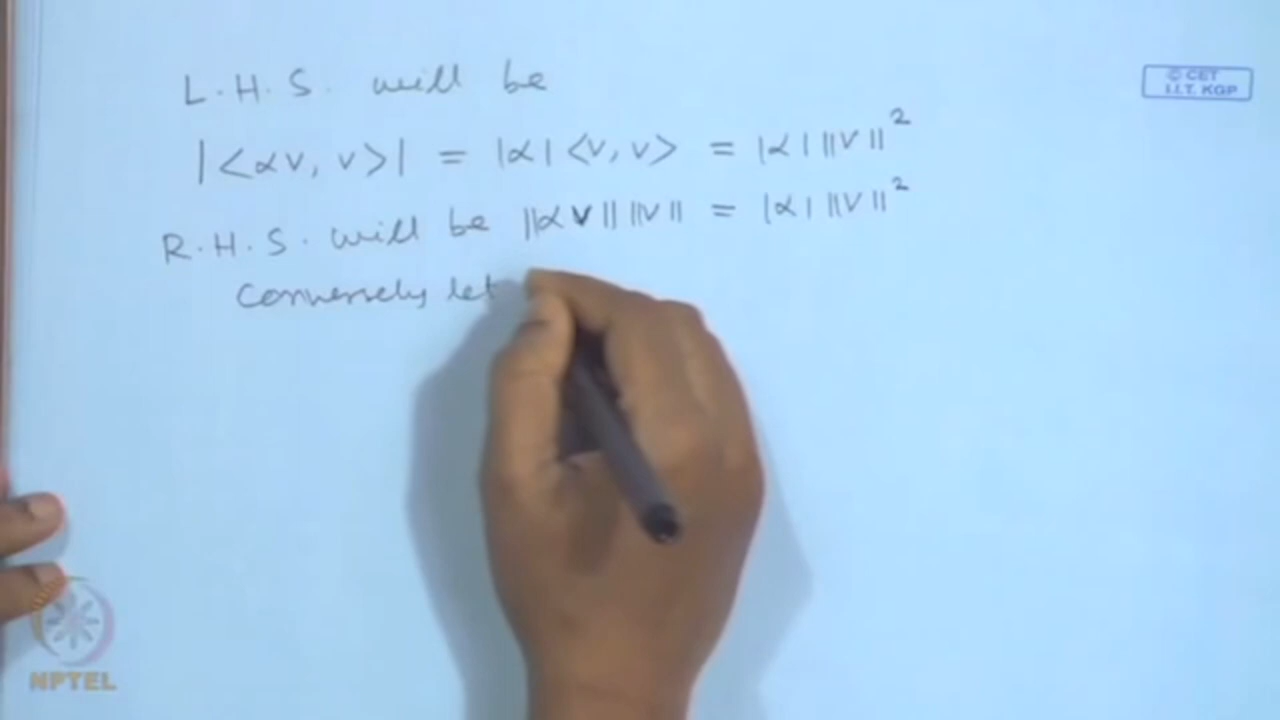 © CET
I.I.T. KGP
L.H.S. will be
|<αv, v>| = |α| <v, v> = |α| ||v||²
R.H.S. will be ||αv|| ||v|| = |α| ||v||²
Conversely let
NPTEL